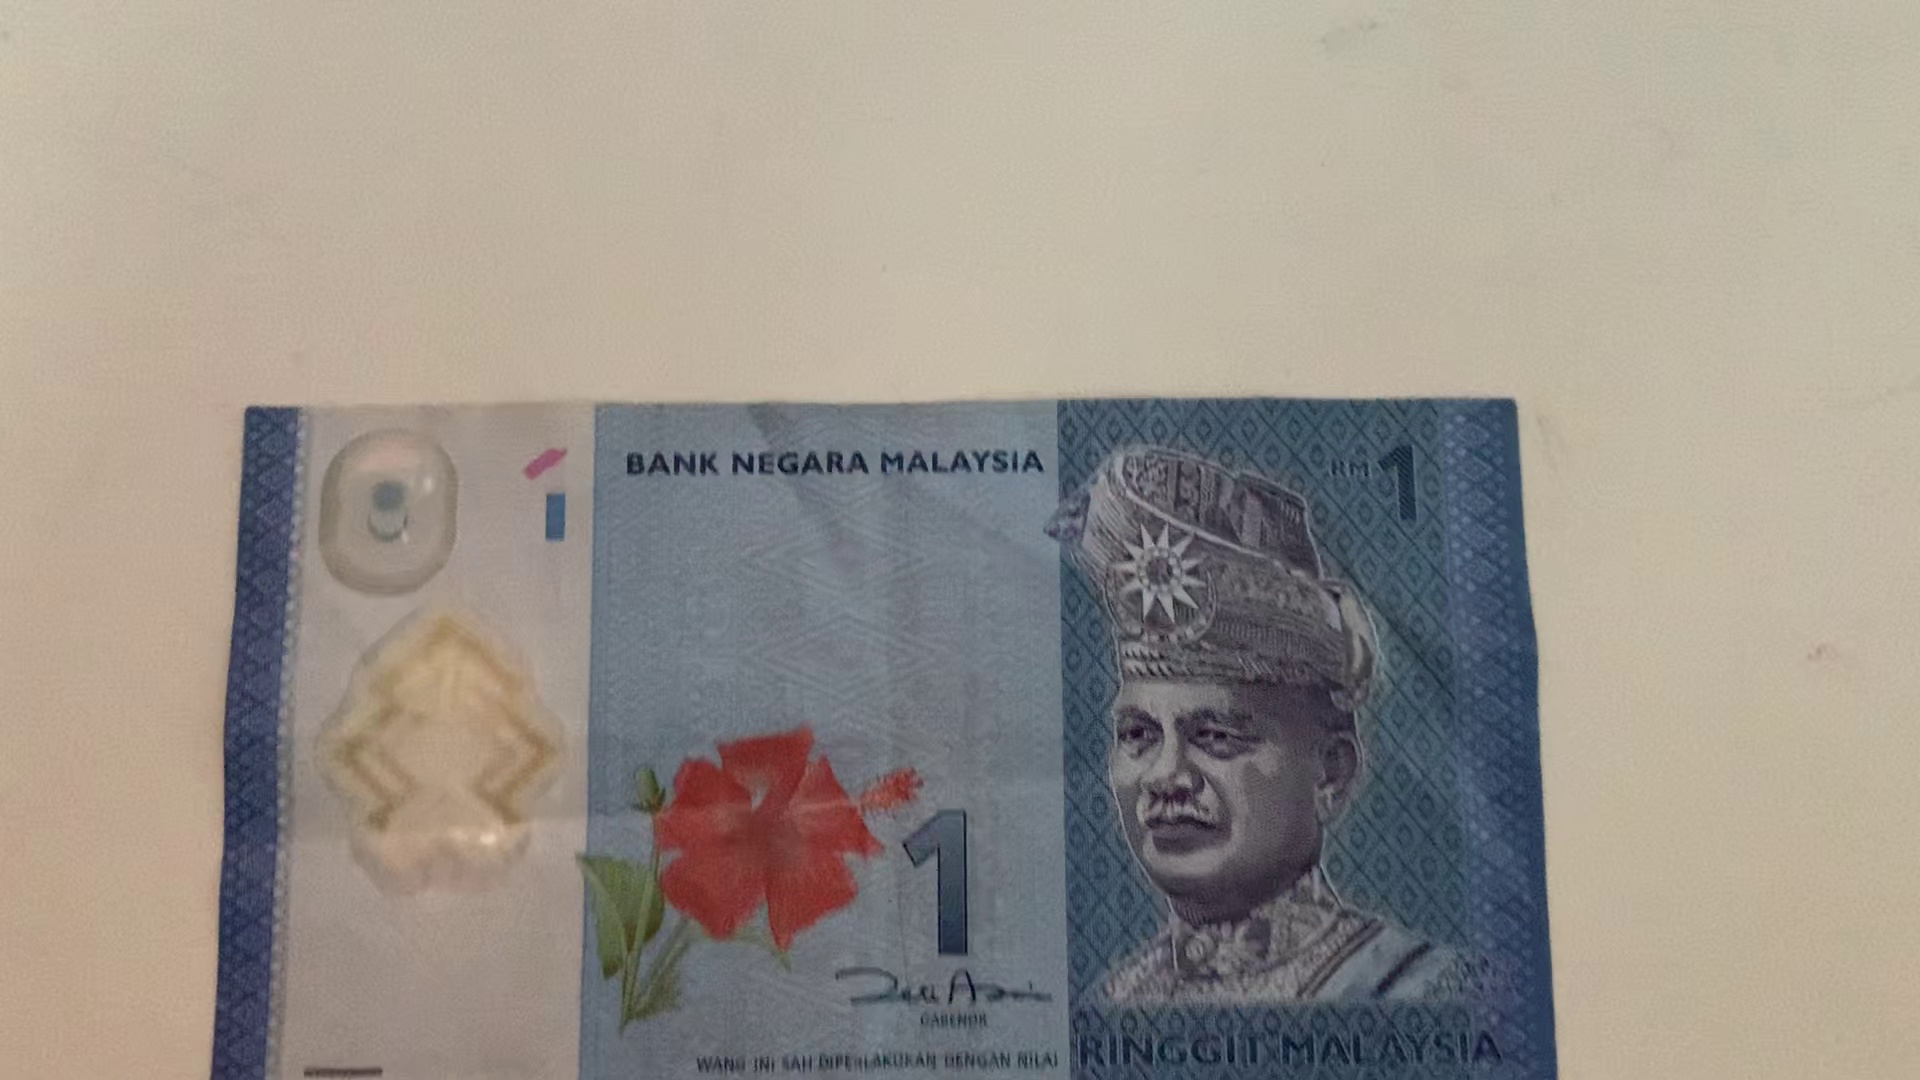 BANK NEGARA MALAYSIA
RM 1
1
GABENOR
WANG INI SAH DIPERLAKUKAN DENGAN NILAI
RINGGIT MALAYSIA